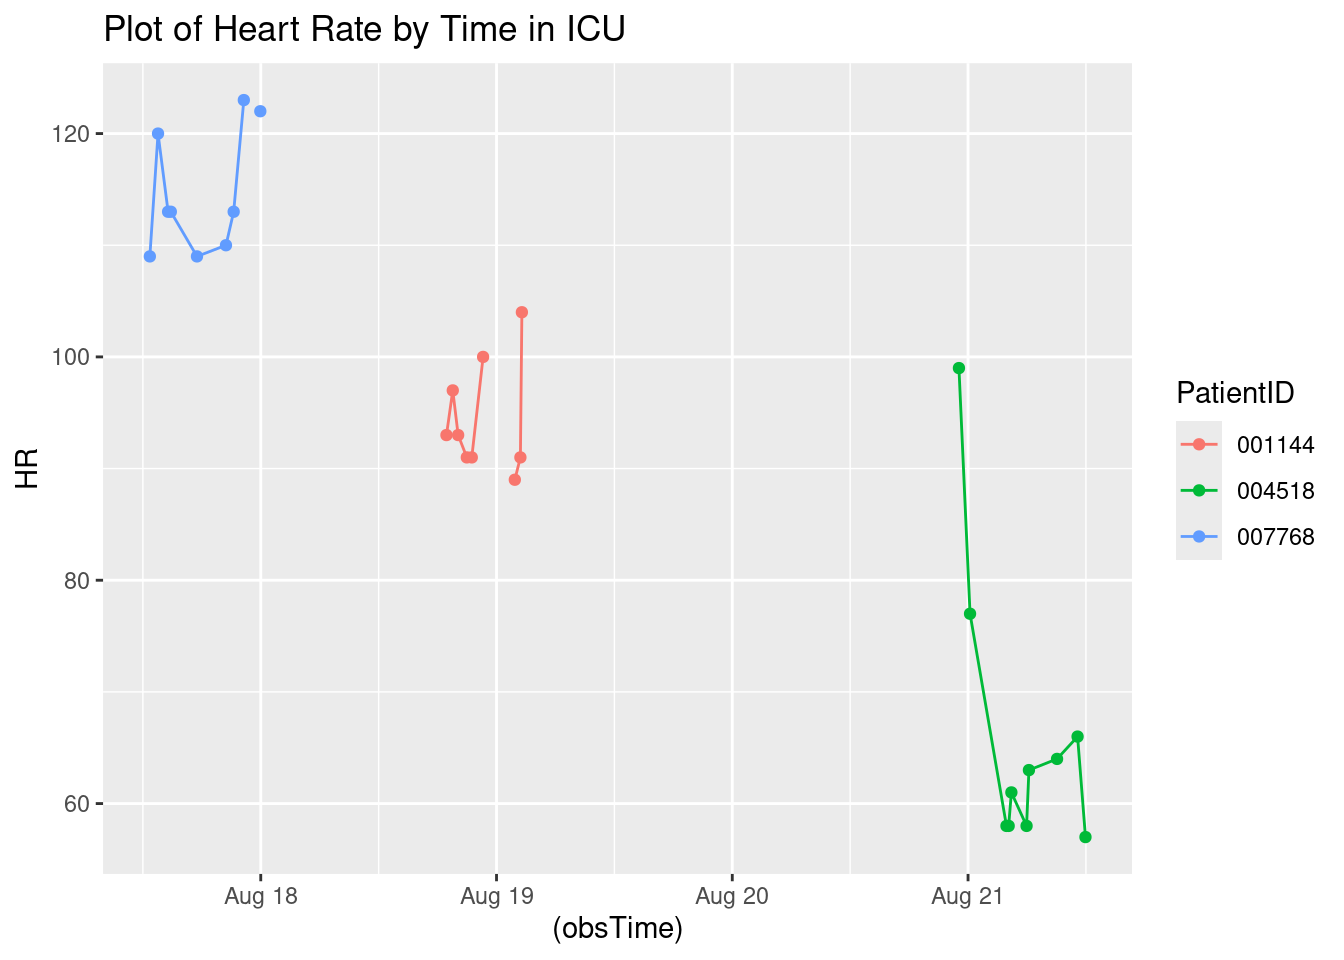 Plot of Heart Rate by Time in ICU
120
100
80
60
HR
Aug 18
Aug 19
Aug 20
Aug 21
(obsTime)
PatientID
001144
004518
007768